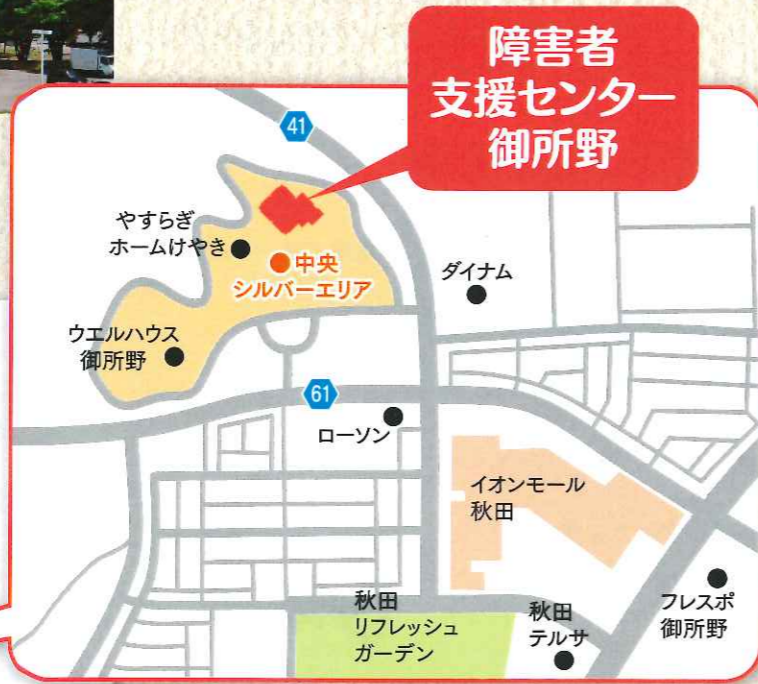 障害者
支援センター
御所野
41
やすらぎ
ホームけやき
中央
シルバーエリア
ダイナム
ウエルハウス
御所野
61
ローソン
イオンモール
秋田
秋田
リフレッシュ
ガーデン
秋田
テルサ
フレスポ
御所野